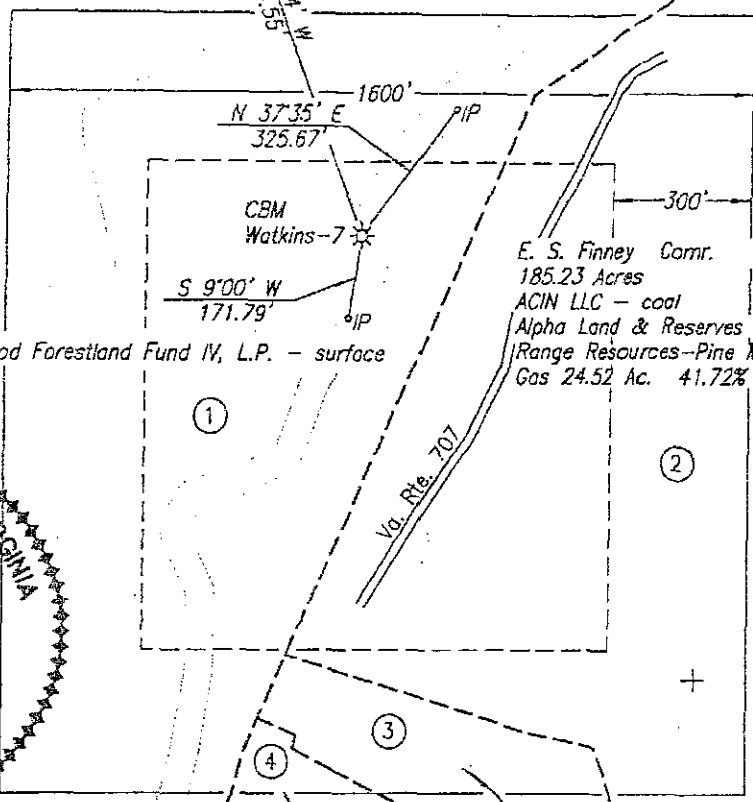 1600'
N 37°35' E
325.67'
IP
CBM
Watkins-7
300'
S 9°00' W
171.79'
IP
E. S. Finney Comr.
185.23 Acres
ACIN LLC - coal
Alpha Land & Reserves
Range Resources-Pine
Gas 24.52 Ac. 41.72%
Forestland Fund IV, L.P. - surface
1
2
Va. Rte. 707
3
4